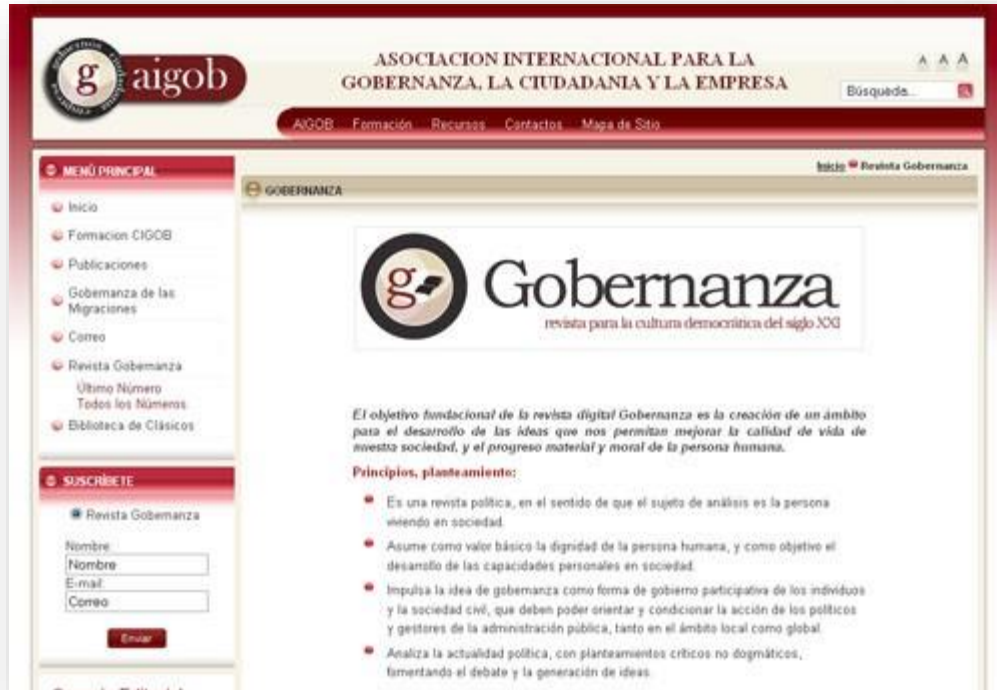 gobiernos ciudadanos empresas
g aigob
ASOCIACION INTERNACIONAL PARA LA
GOBERNANZA, LA CIUDADANIA Y LA EMPRESA
A A A
Búsqueda...
AIGOB Formación Recursos Contactos Mapa de Sitio
MENÚ PRINCIPAL
Inicio
Formacion CIGOB
Publicaciones
Gobernanza de las
Migraciones
Correo
Revista Gobernanza
Último Número
Todos los Números
Biblioteca de Clásicos
SUSCRÍBETE
Revista Gobernanza
Nombre
Nombre
E-mail
Correo
Enviar
Inicio Revista Gobernanza
GOBERNANZA
g Gobernanza
revista para la cultura democrática del siglo XXI
El objetivo fundacional de la revista digital Gobernanza es la creación de un ámbito
para el desarrollo de las ideas que nos permitan mejorar la calidad de vida de
nuestra sociedad, y el progreso material y moral de la persona humana.
Principios, planteamiento:
Es una revista política, en el sentido de que el sujeto de análisis es la persona
viviendo en sociedad.
Asume como valor básico la dignidad de la persona humana, y como objetivo el
desarrollo de las capacidades personales en sociedad.
Impulsa la idea de gobernanza como forma de gobierno participativa de los individuos
y la sociedad civil, que deben poder orientar y condicionar la acción de los políticos
y gestores de la administración pública, tanto en el ámbito local como global.
Analiza la actualidad política, con planteamientos críticos no dogmáticos,
fomentando el debate y la generación de ideas.